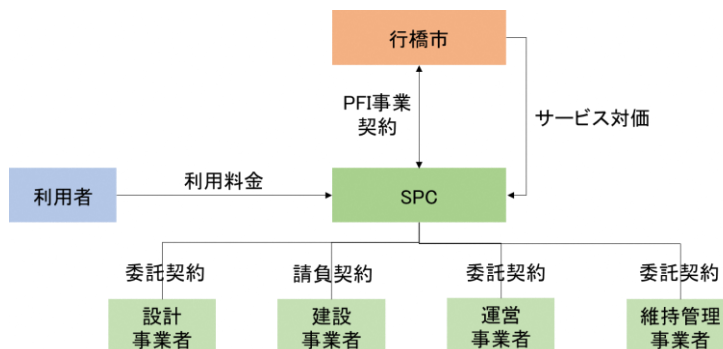 行橋市
PFI事業
契約
サービス対価
利用者
利用料金
SPC
委託契約
請負契約
委託契約
委託契約
設計
事業者
建設
事業者
運営
事業者
維持管理
事業者